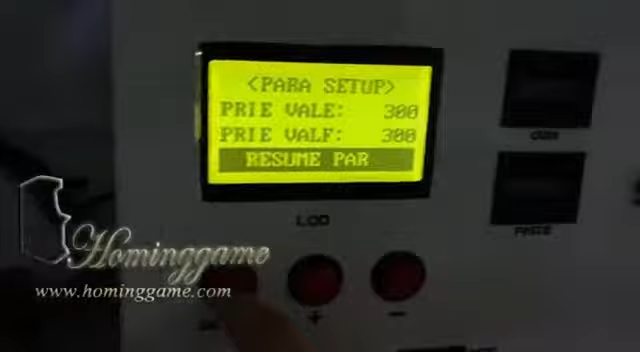 <PARA SETUP>
PRIE VALE: 300
PRIE VALF: 300
RESUME PAR
LCD
Hominggame
www.hominggame.com
+
-